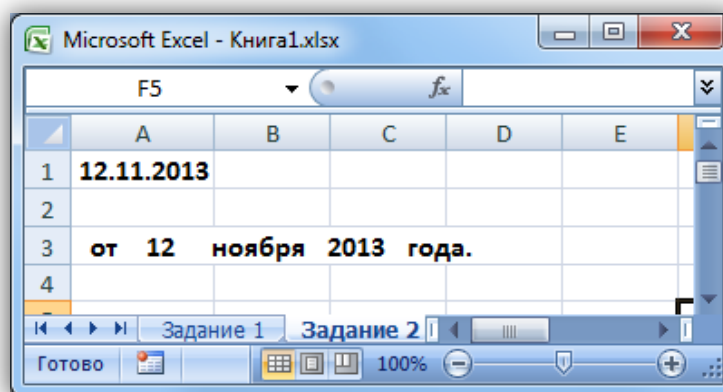 Microsoft Excel - Книга1.xlsx
F5 fx
A B C D E
1 12.11.2013
2
3 от 12 ноября 2013 года.
4
Задание 1 Задание 2
Готово 100%